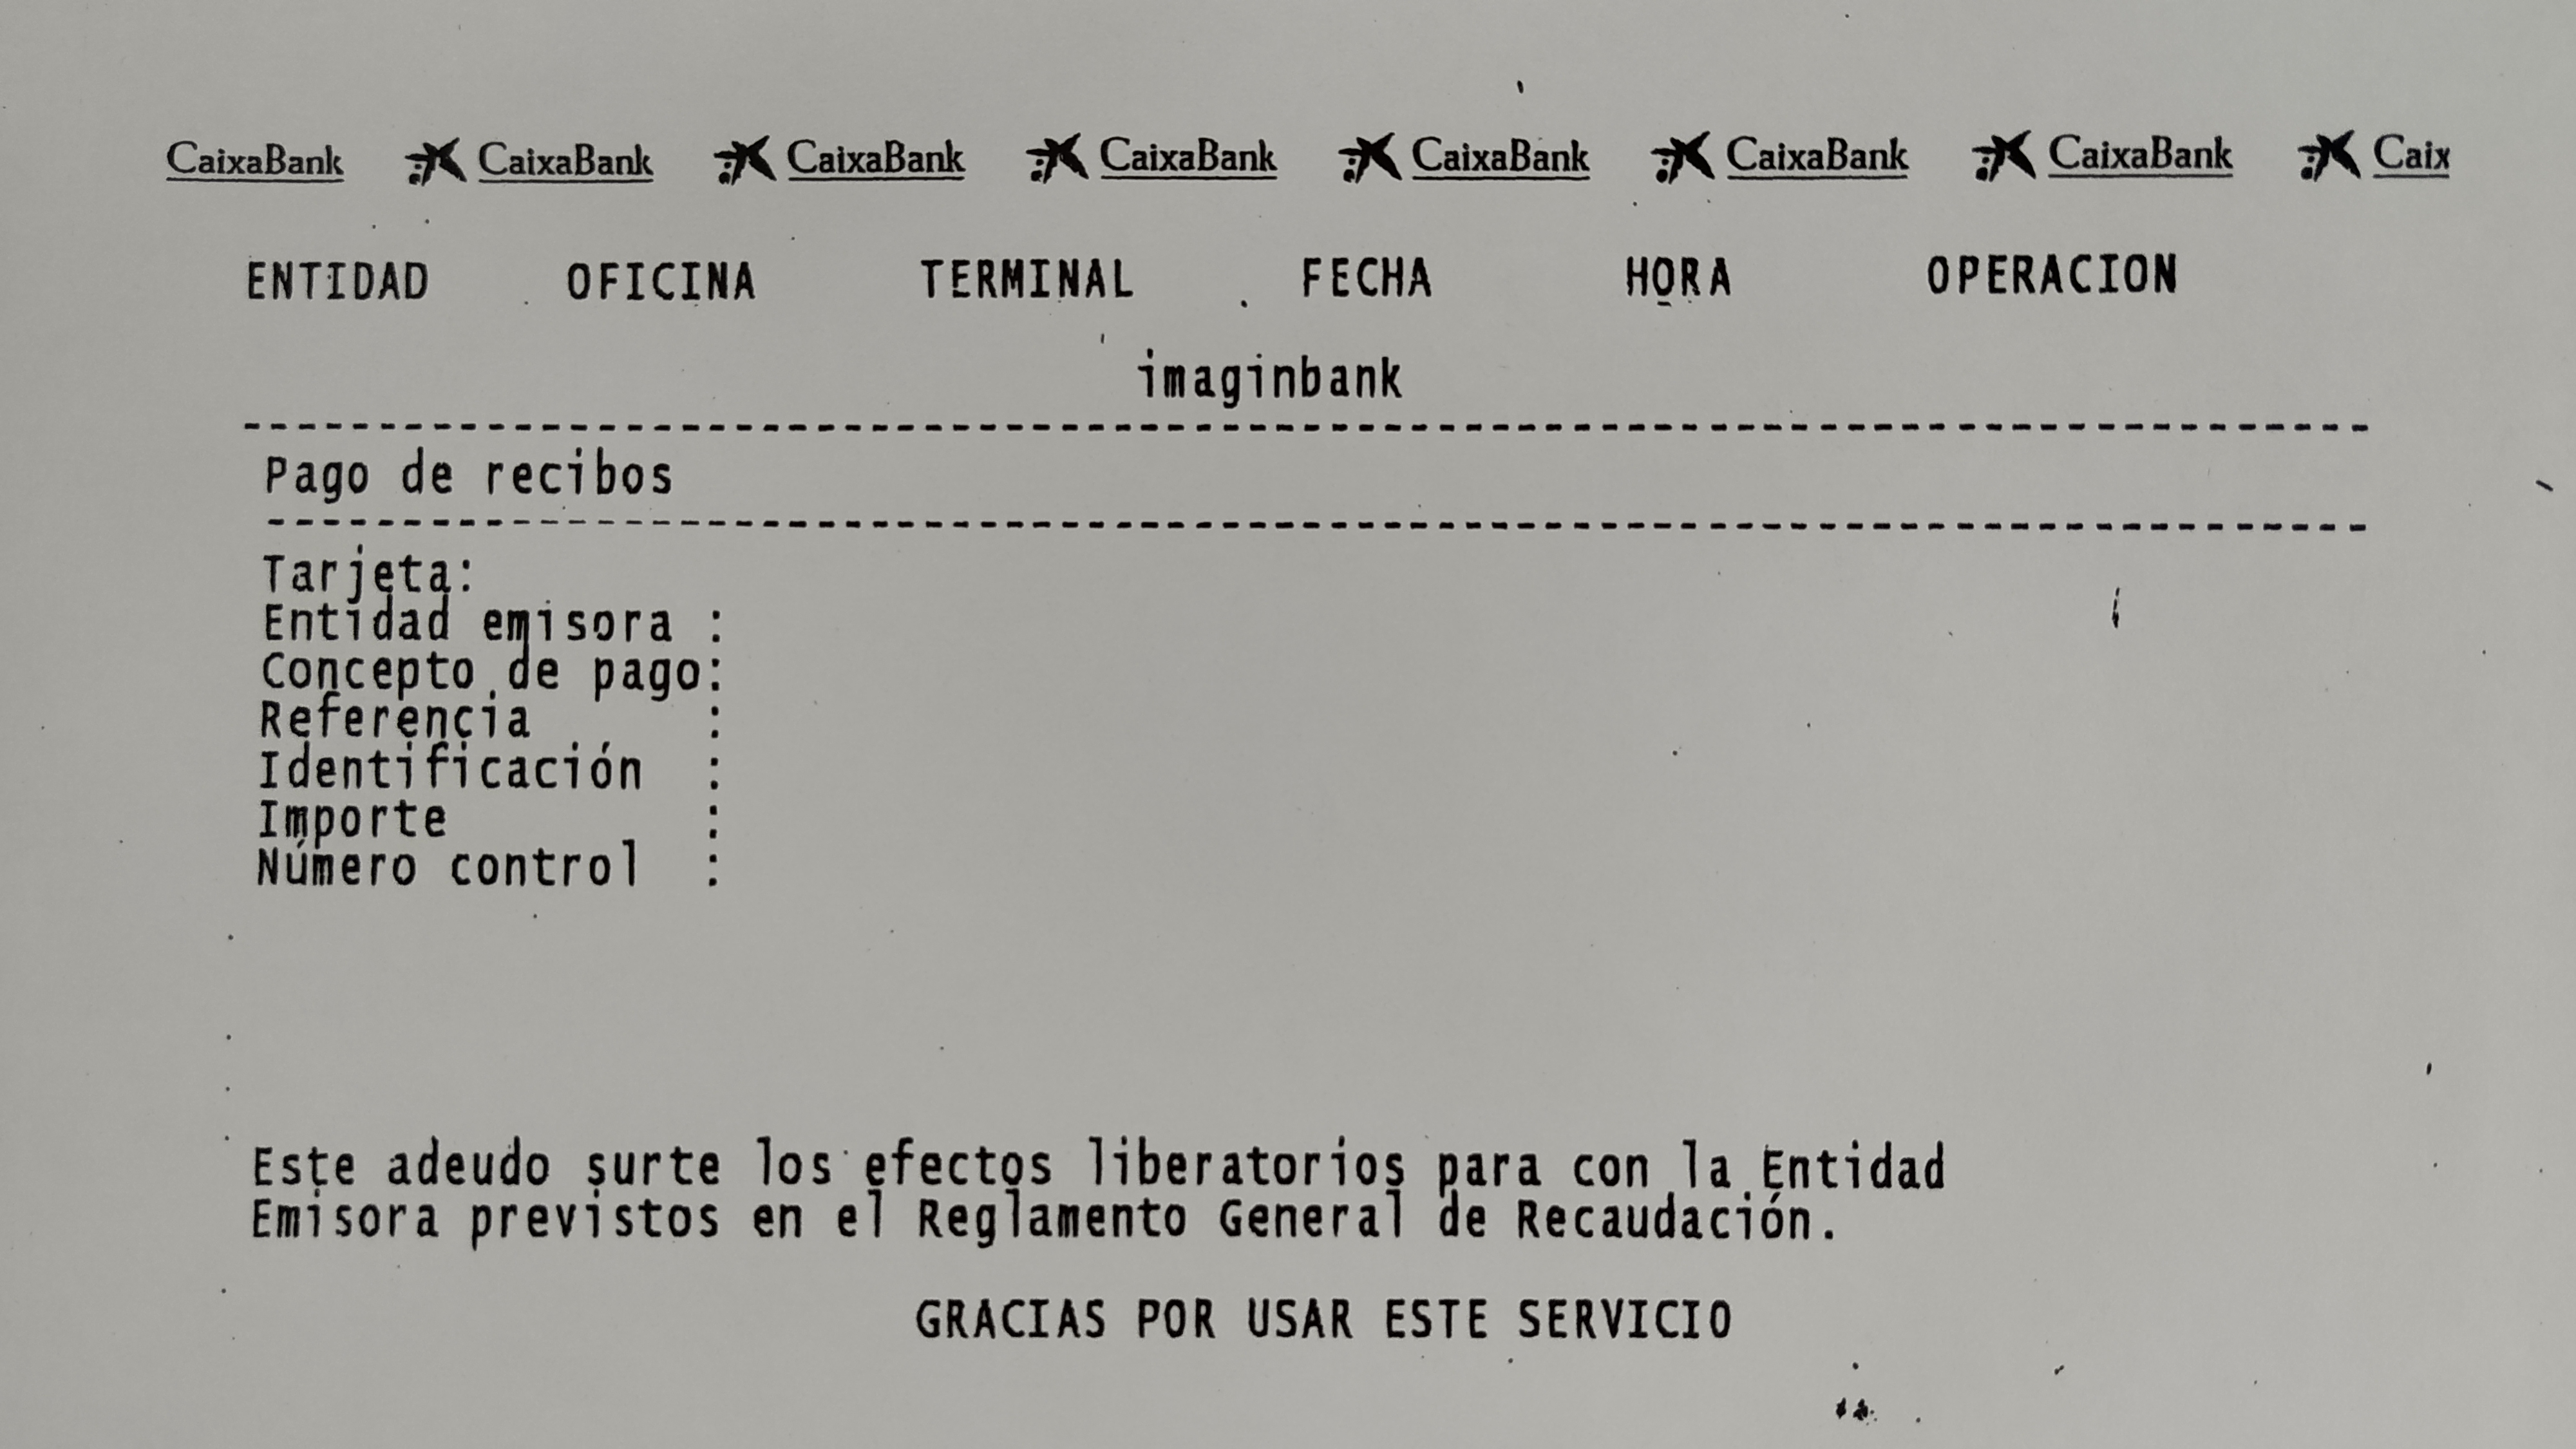 CaixaBank CaixaBank CaixaBank CaixaBank CaixaBank CaixaBank CaixaBank Caix
ENTIDAD OFICINA TERMINAL FECHA HORA OPERACION
imaginbank
Pago de recibos
Tarjeta:
Entidad emisora :
Concepto de pago:
Referencia :
Identificación :
Importe :
Número control :
Este adeudo surte los efectos liberatorios para con la Entidad
Emisora previstos en el Reglamento General de Recaudación.
GRACIAS POR USAR ESTE SERVICIO